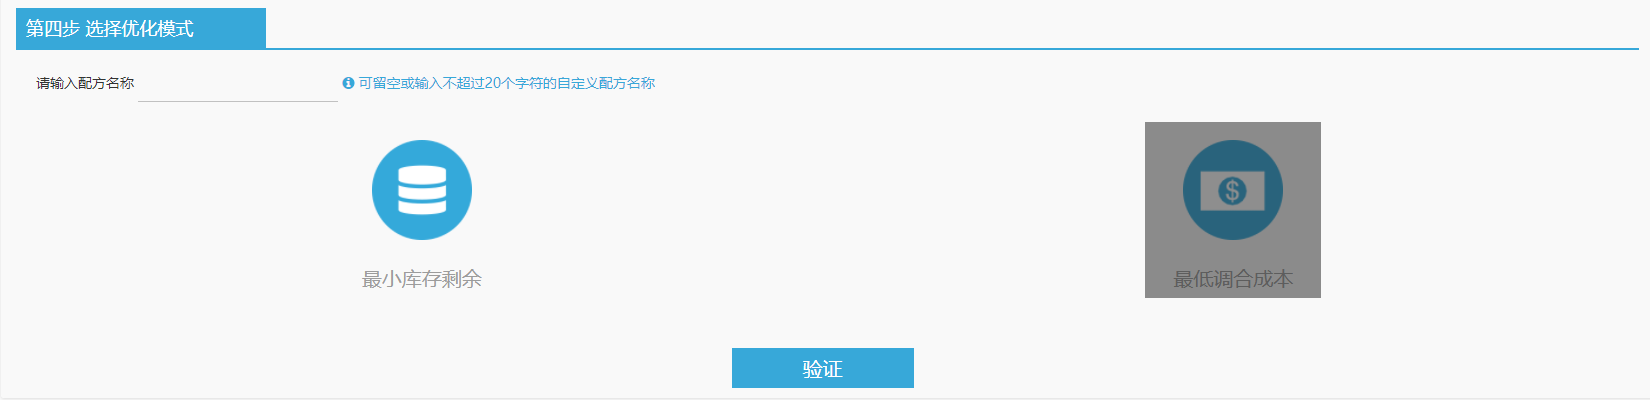 第四步 选择优化模式
请输入配方名称 可留空或输入不超过20个字符的自定义配方名称
最小库存剩余 最低调合成本
验证